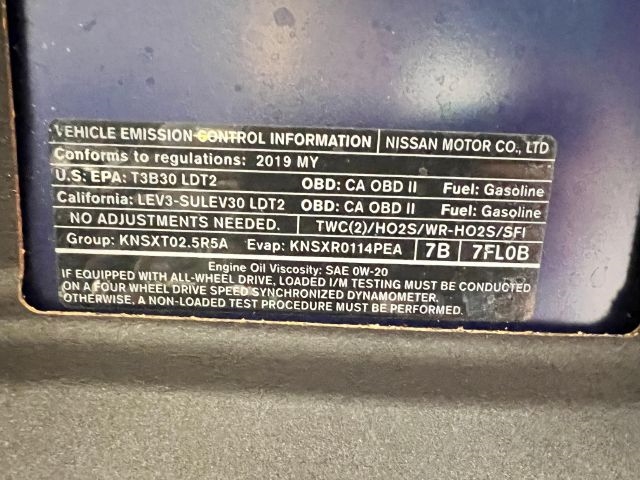 VEHICLE EMISSION CONTROL INFORMATION NISSAN MOTOR CO., LTD
Conforms to regulations: 2019 MY
U.S: EPA: T3B30 LDT2 OBD: CA OBD II Fuel: Gasoline
California: LEV3-SULEV30 LDT2 OBD: CA OBD II Fuel: Gasoline
NO ADJUSTMENTS NEEDED. TWC(2)/HO2S/WR-HO2S/SFI
Group: KNSXT02.5R5A Evap: KNSXR0114PEA 7B 7FL0B
Engine Oil Viscosity: SAE 0W-20
IF EQUIPPED WITH ALL-WHEEL DRIVE, LOADED I/M TESTING MUST BE CONDUCTED
ON A FOUR WHEEL DRIVE SPEED SYNCHRONIZED DYNAMOMETER.
OTHERWISE, A NON-LOADED TEST PROCEDURE MUST BE PERFORMED.